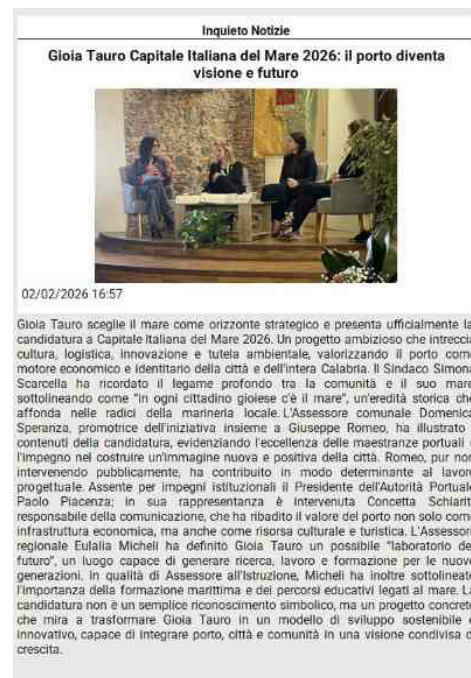 Inquieto Notizie
Gioia Tauro Capitale Italiana del Mare 2026: il porto diventa
visione e futuro
02/02/2026 16:57
Gioia Tauro sceglie il mare come orizzonte strategico e presenta ufficialmente la
candidatura a Capitale Italiana del Mare 2026. Un progetto ambizioso che intreccia
cultura, logistica, innovazione e tutela ambientale, valorizzando il porto come
motore economico e identitario della città e dell'intera Calabria. Il Sindaco Simona
Scarcella ha ricordato il legame profondo tra la comunità e il suo mare
sottolineando come "in ogni cittadino gioiese c'è il mare", un'eredità storica che
affonda nelle radici della marineria locale. L'Assessore comunale Domenica
Speranza, promotrice dell'iniziativa insieme a Giuseppe Romeo, ha illustrato i
contenuti della candidatura, evidenziando l'eccellenza delle maestranze portuali e
l'impegno nel costruire un'immagine nuova e positiva della città. Romeo, pur non
intervenendo pubblicamente, ha contribuito in modo determinante al lavoro
progettuale. Assente per impegni istituzionali il Presidente dell'Autorità Portuale
Paolo Piacenza; in sua rappresentanza è intervenuta Concetta Schiariti
responsabile della comunicazione, che ha ribadito il valore del porto non solo come
infrastruttura economica, ma anche come risorsa culturale e turistica. L'Assessore
regionale Eulalia Micheli ha definito Gioia Tauro un possibile "laboratorio del
futuro", un luogo capace di generare ricerca, lavoro e formazione per le nuove
generazioni. In qualità di Assessore all'Istruzione, Micheli ha inoltre sottolineato
l'importanza della formazione marittima e dei percorsi educativi legati al mare. La
candidatura non è un semplice riconoscimento simbolico, ma un progetto concreto
che mira a trasformare Gioia Tauro in un modello di sviluppo sostenibile e
innovativo, capace di integrare porto, città e comunità in una visione condivisa di
crescita.